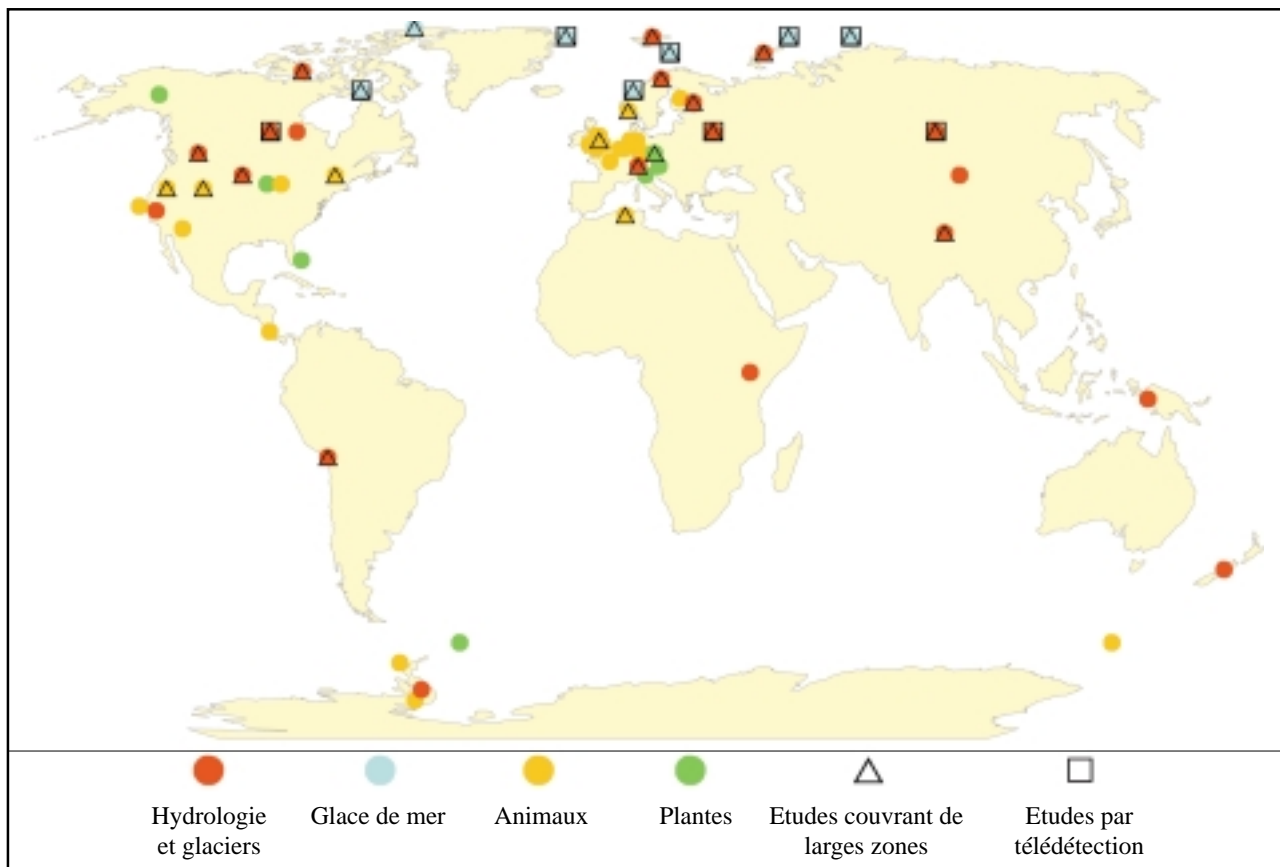 Hydrologie
et glaciers
Glace de mer
Animaux
Plantes
Etudes couvrant de
larges zones
Etudes par
télédétection